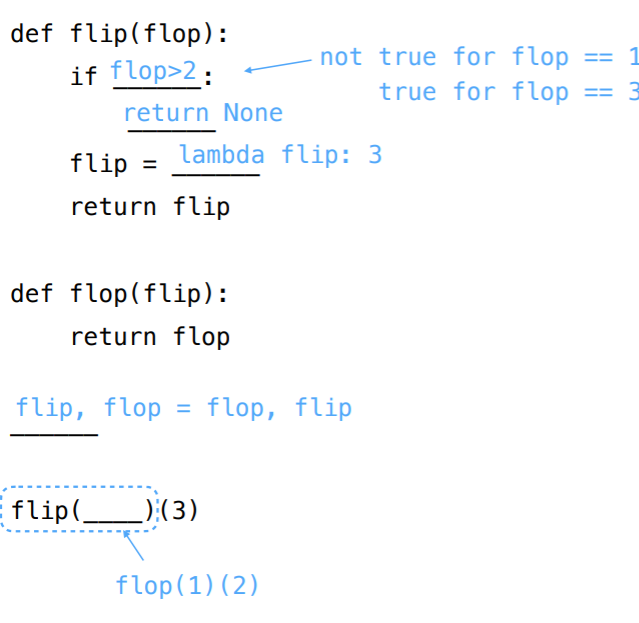 def flip(flop):
if flop>2:
not true for flop == 1
true for flop == 3
return None
flip = lambda flip: 3
return flip
def flop(flip):
return flop
flip, flop = flop, flip
flip(____)(3)
flop(1)(2)